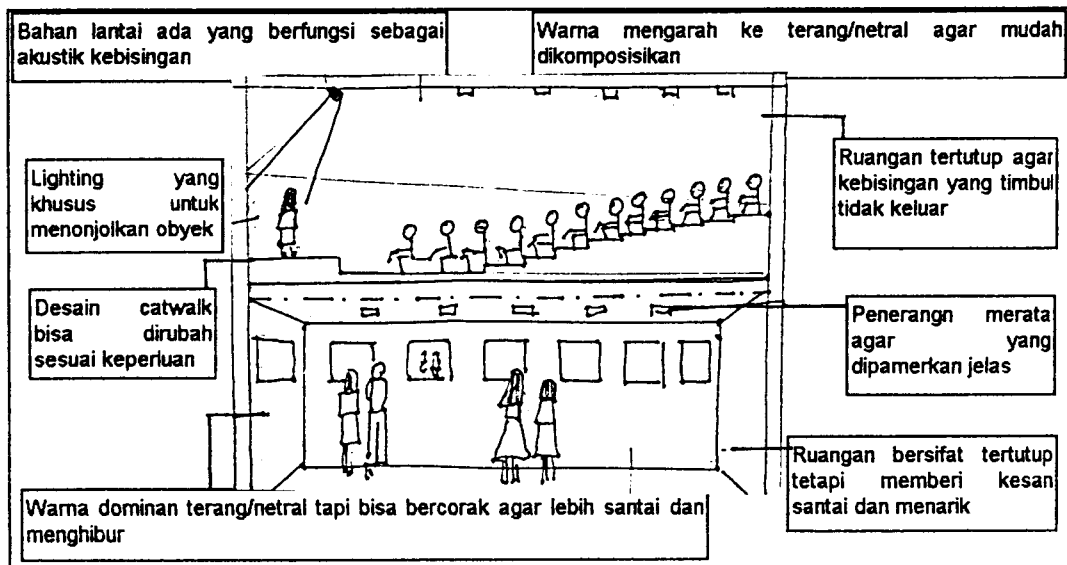 Bahan lantai ada yang berfungsi sebagai
akustik kebisingan
Warna mengarah ke terang/netral agar mudah
dikomposisikan
Lighting yang
khusus untuk
menonjolkan obyek
Ruangan tertutup agar
kebisingan yang timbul
tidak keluar
Desain catwalk
bisa dirubah
sesuai keperluan
Penerangn merata
agar yang
dipamerkan jelas
Ruangan bersifat tertutup
tetapi memberi kesan
santai dan menarik
Warna dominan terang/netral tapi bisa bercorak agar lebih santai dan
menghibur